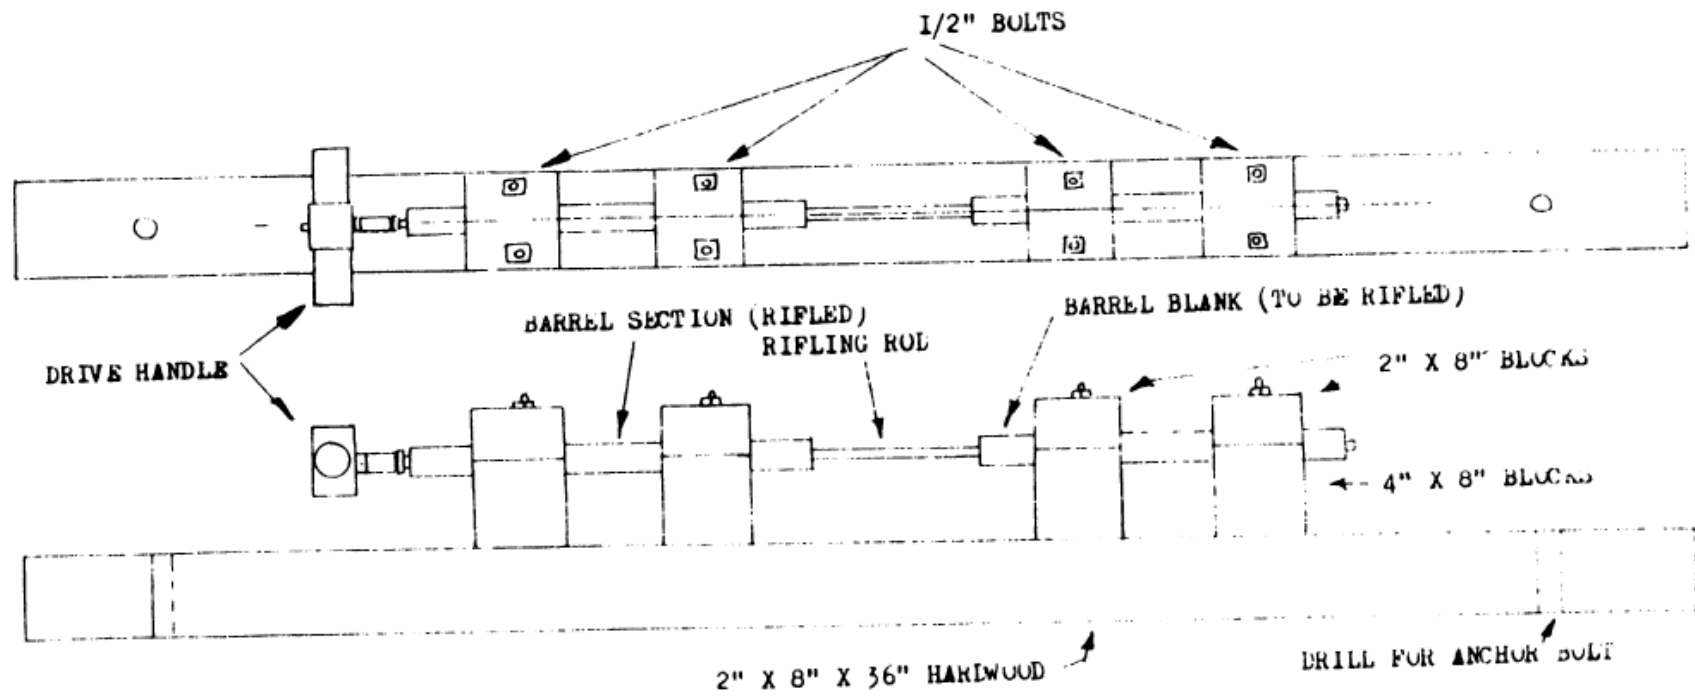 1/2" BOLTS
BARREL SECTION (RIFLED)
RIFLING ROD
BARREL BLANK (TO BE RIFLED)
DRIVE HANDLE
2" X 8" BLOCKS
4" X 8" BLOCKS
2" X 8" X 36" HARDWOOD
DRILL FOR ANCHOR BOLT